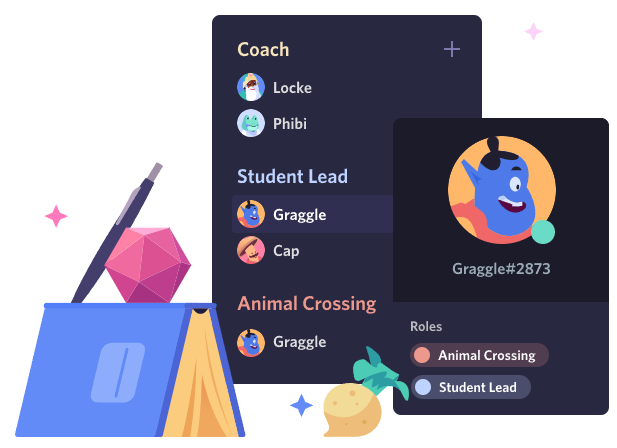 Coach
Locke
Phibi
Student Lead
Graggle
Cap
Animal Crossing
Graggle
Graggle#2873
Roles
Animal Crossing
Student Lead